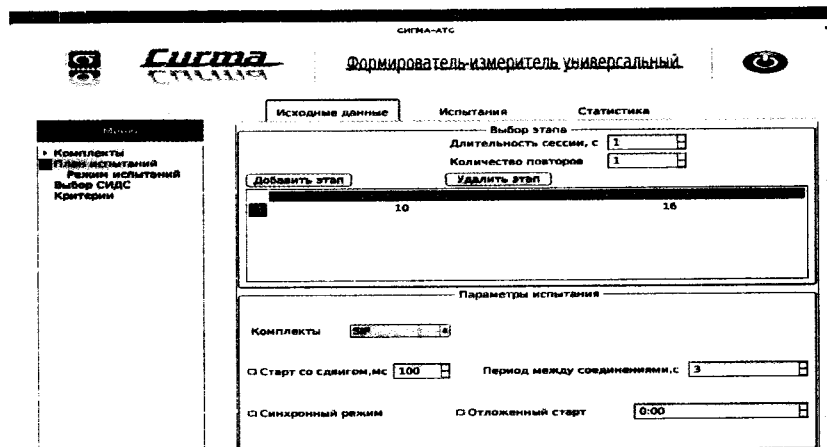 СИГМА-АТС
Сигма
Формирователь-измеритель универсальный
Исходные данные Испытания Статистика
Меню
Выбор этапа
Длительность сессии, с 1
Комплекты
План испытаний
Количество повторов 1
Режим испытаний
Добавить этап Удалить этап
Выбор СИДС
Критерии
10 16
Параметры испытания
Комплекты SIP
Старт со сдвигом,мс 100 Период между соединениями,с 3
Синхронный режим Отложенный старт 0:00